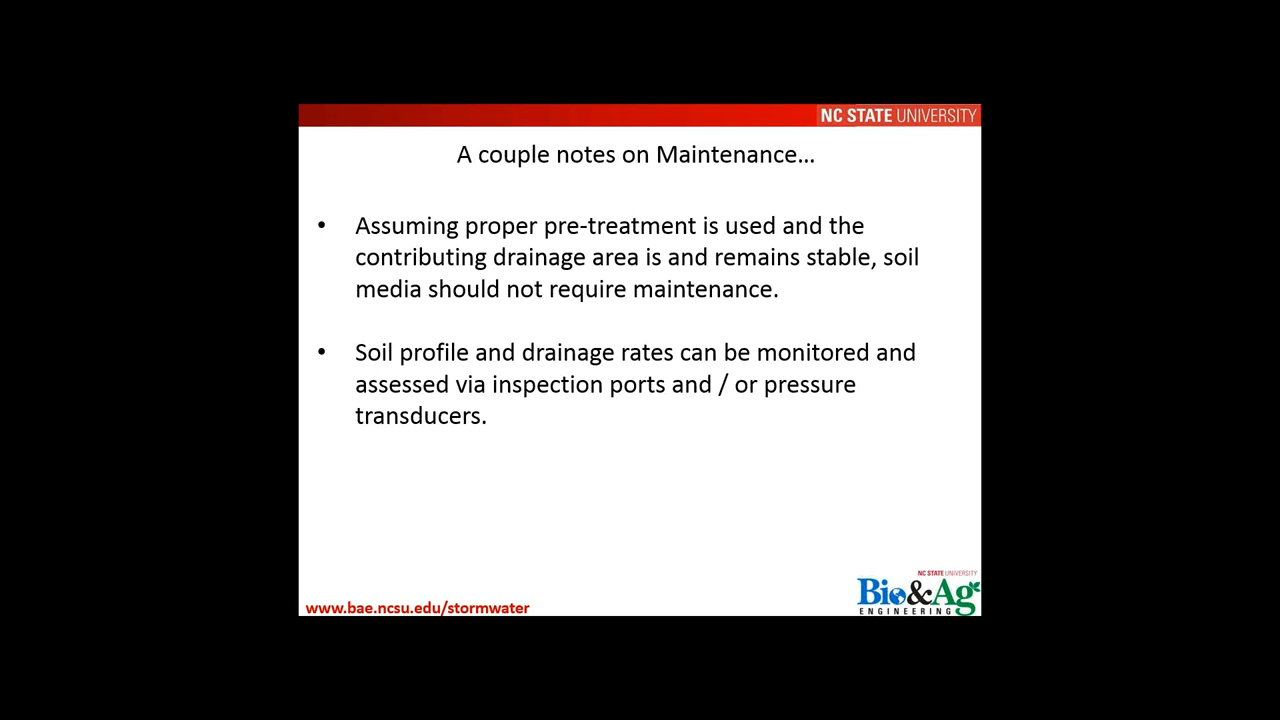 NC STATE UNIVERSITY
A couple notes on Maintenance...
• Assuming proper pre-treatment is used and the
contributing drainage area is and remains stable, soil
media should not require maintenance.
• Soil profile and drainage rates can be monitored and
assessed via inspection ports and / or pressure
transducers.
NC STATE UNIVERSITY
Bio&Ag
ENGINEERING
www.bae.ncsu.edu/stormwater